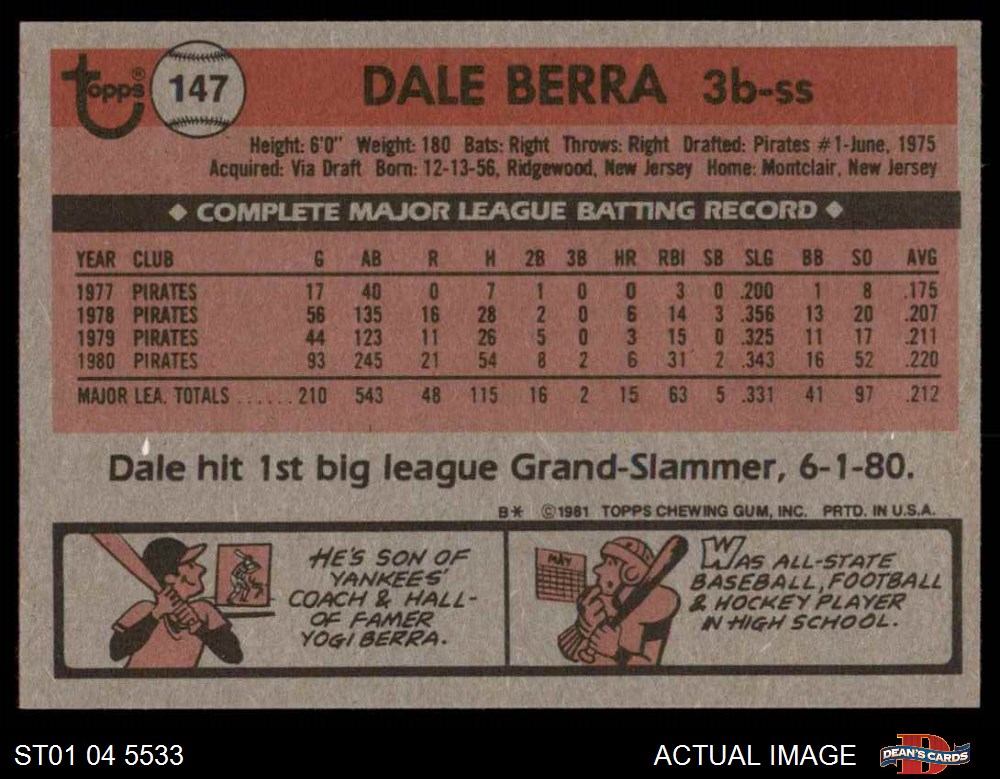 topps® 147 DALE BERRA 3b-ss
Height: 6'0" Weight: 180 Bats: Right Throws: Right Drafted: Pirates #1-June, 1975
Acquired: Via Draft Born: 12-13-56, Ridgewood, New Jersey Home: Montclair, New Jersey
◆ COMPLETE MAJOR LEAGUE BATTING RECORD ◆
YEAR CLUB G AB R H 2B 3B HR RBI SB SLG BB SO AVG
1977 PIRATES 17 40 0 7 1 0 0 3 0 .200 1 8 .175
1978 PIRATES 56 135 16 28 2 0 6 14 3 .356 13 20 .207
1979 PIRATES 44 123 11 26 5 0 3 15 0 .325 11 17 .211
1980 PIRATES 93 245 21 54 8 2 6 31 2 .343 16 52 .220
MAJOR LEA. TOTALS ...... 210 543 48 115 16 2 15 63 5 .331 41 97 .212
Dale hit 1st big league Grand-Slammer, 6-1-80.
B* ©1981 TOPPS CHEWING GUM, INC. PRTD. IN U.S.A.
HE'S SON OF
YANKEES'
COACH & HALL-
OF FAMER
YOGI BERRA.
MAY
WAS ALL-STATE
BASEBALL, FOOTBALL
& HOCKEY PLAYER
IN HIGH SCHOOL.
ST01 04 5533
ACTUAL IMAGE
D
DEAN'S CARDS